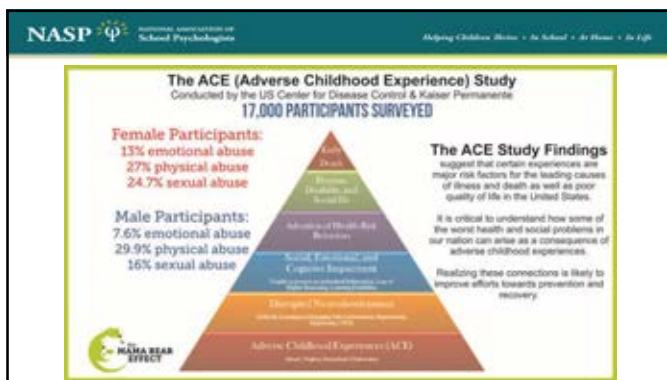 NASP
NATIONAL ASSOCIATION OF
School Psychologists
Helping Children Thrive • In School • At Home • In Life
The ACE (Adverse Childhood Experience) Study
Conducted by the US Center for Disease Control & Kaiser Permanente
17,000 PARTICIPANTS SURVEYED
Female Participants:
13% emotional abuse
27% physical abuse
24.7% sexual abuse
Male Participants:
7.6% emotional abuse
29.9% physical abuse
16% sexual abuse
Early
Death
Disease,
Disability, and
Social
Adoption of Health-Risk
Behaviors
Social, Emotional, and
Cognitive Impairment
Disrupted Neurodevelopment
Adverse Childhood Experiences (ACE)
The ACE Study Findings
suggest that certain experiences are
major risk factors for the leading causes
of illness and death as well as poor
quality of life in the United States.
It is critical to understand how some of
the worst health and social problems in
our nation can arise as a consequence of
adverse childhood experiences.
Realizing these connections is likely to
improve efforts towards prevention and
recovery.
the
MAMA BEAR
EFFECT